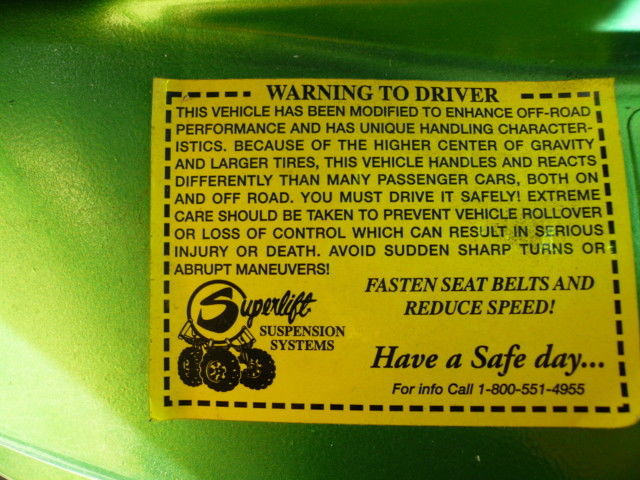 WARNING TO DRIVER
THIS VEHICLE HAS BEEN MODIFIED TO ENHANCE OFF-ROAD
PERFORMANCE AND HAS UNIQUE HANDLING CHARACTER-
ISTICS. BECAUSE OF THE HIGHER CENTER OF GRAVITY
AND LARGER TIRES, THIS VEHICLE HANDLES AND REACTS
DIFFERENTLY THAN MANY PASSENGER CARS, BOTH ON
AND OFF ROAD. YOU MUST DRIVE IT SAFELY! EXTREME
CARE SHOULD BE TAKEN TO PREVENT VEHICLE ROLLOVER
OR LOSS OF CONTROL WHICH CAN RESULT IN SERIOUS
INJURY OR DEATH. AVOID SUDDEN SHARP TURNS OR
ABRUPT MANEUVERS!
FASTEN SEAT BELTS AND
REDUCE SPEED!
Superlift
SUSPENSION
SYSTEMS
Have a Safe day...
For info Call 1-800-551-4955